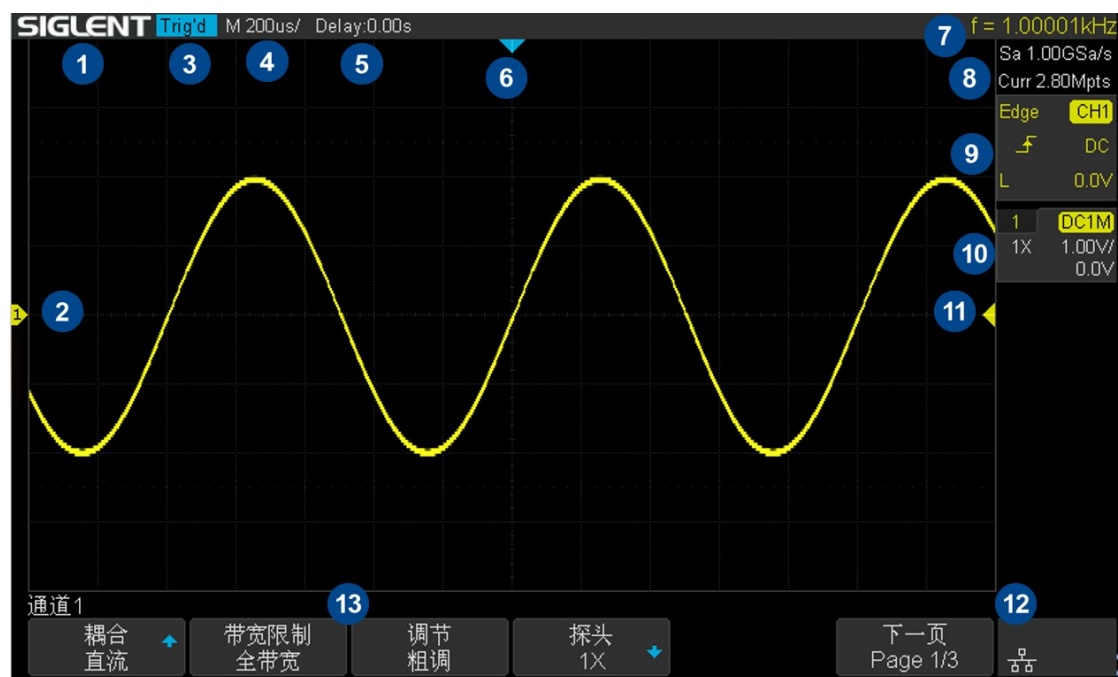 SIGLENT Trig'd M 200us/ Delay:0.00s f = 1.00001kHz
1 3 4 5 6 7
Sa 1.00GSa/s
Curr 2.80Mpts
8
Edge CH1
9
DC
L 0.0V
1 DC1M
1X 1.00V/
10
0.0V
1 2 11
通道1 13 12
耦合 带宽限制 调节 探头 下一页
直流 全带宽 粗调 1X Page 1/3